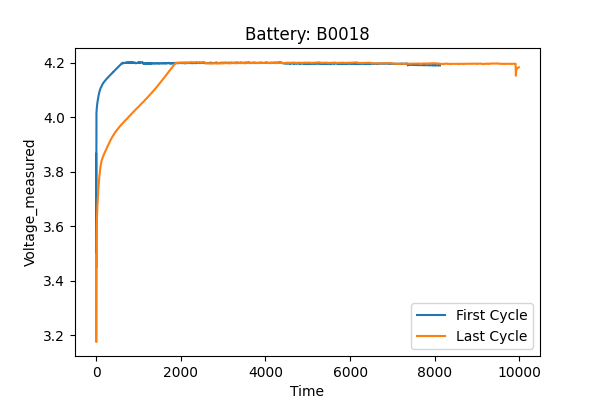 Battery: B0018
Voltage_measured
4.2
4.0
3.8
3.6
3.4
3.2
First Cycle
Last Cycle
0 2000 4000 6000 8000 10000
Time